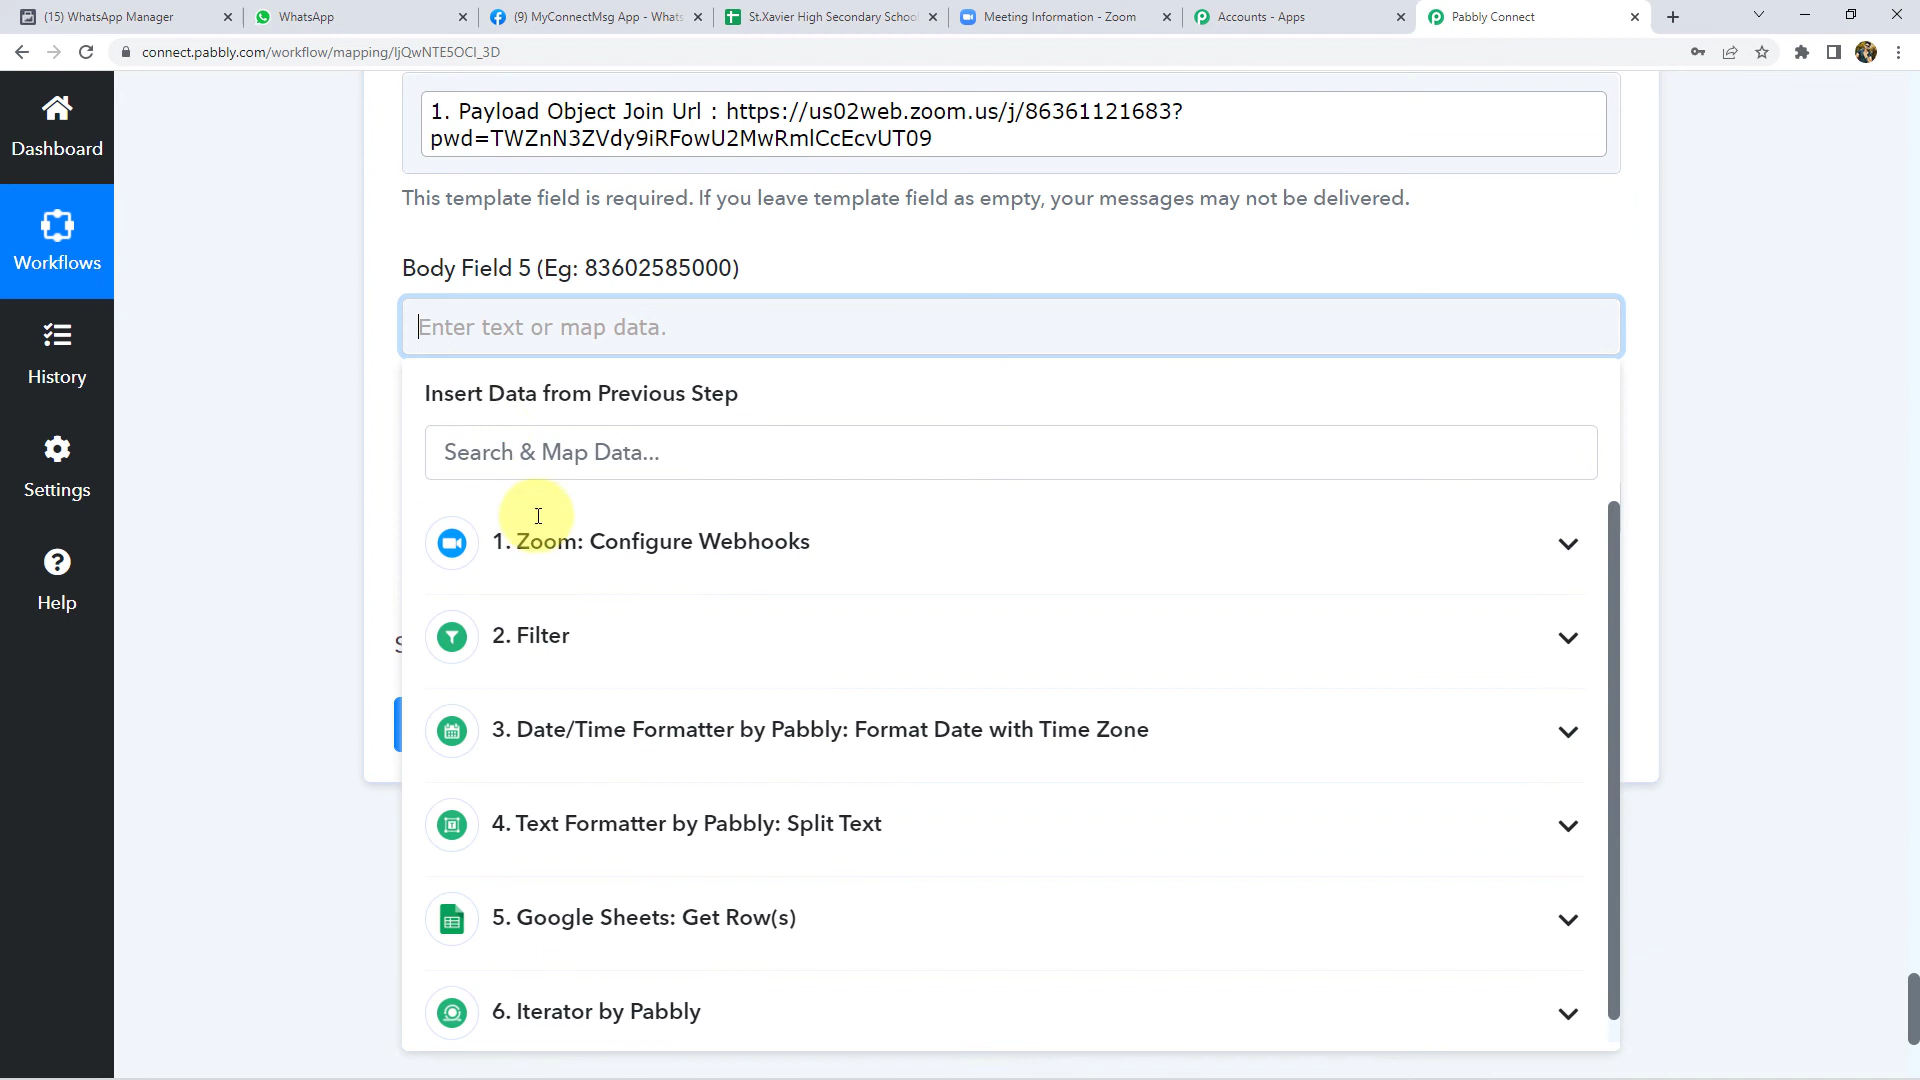 (15) WhatsApp Manager
WhatsApp
(9) MyConnectMsg App - Whats
St.Xavier High Secondary School
Meeting Information - Zoom
Accounts - Apps
Pabbly Connect
connect.pabbly.com/workflow/mapping/IjQwNTE5OCI_3D
Dashboard
Workflows
History
Settings
Help
1. Payload Object Join Url : https://us02web.zoom.us/j/86361121683?
pwd=TWZnN3ZVdy9iRFowU2MwRmlCcEcvUT09
This template field is required. If you leave template field as empty, your messages may not be delivered.
Body Field 5 (Eg: 83602585000)
Enter text or map data.
Insert Data from Previous Step
Search & Map Data...
1. Zoom: Configure Webhooks
2. Filter
3. Date/Time Formatter by Pabbly: Format Date with Time Zone
4. Text Formatter by Pabbly: Split Text
5. Google Sheets: Get Row(s)
6. Iterator by Pabbly